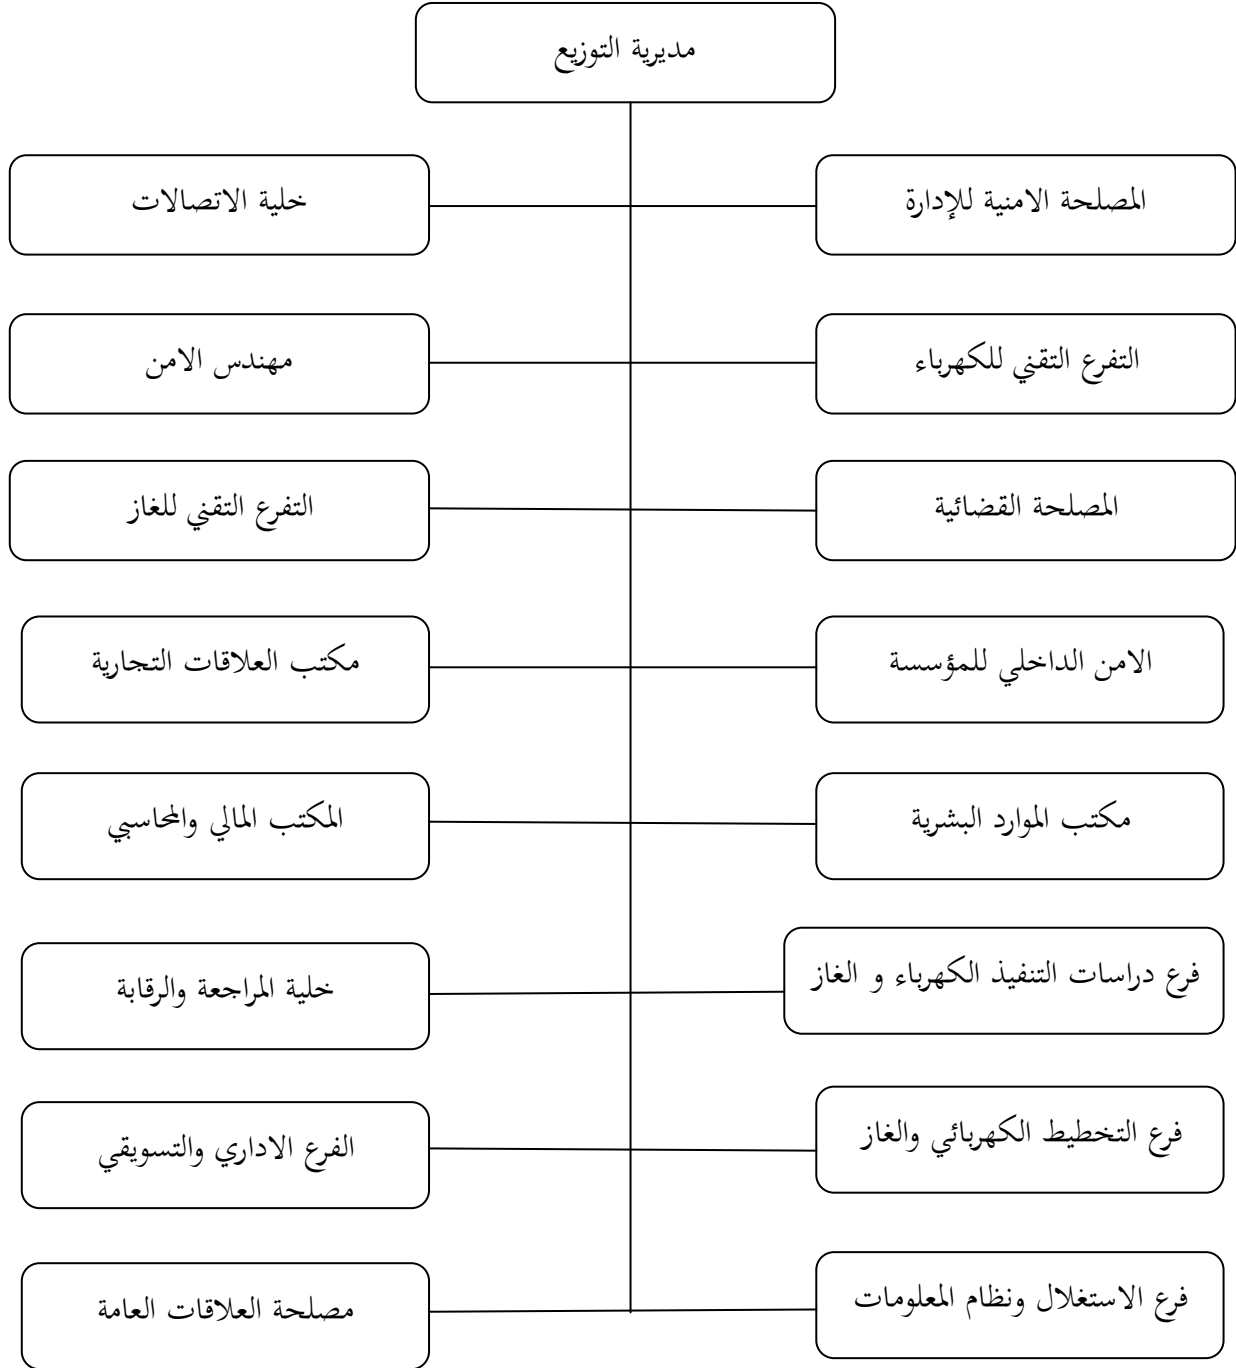 مديرية التوزيع
المصلحة الامنية للإدارة
خلية الاتصالات
التفرع التقني للكهرباء
مهندس الامن
المصلحة القضائية
التفرع التقني للغاز
الامن الداخلي للمؤسسة
مكتب العلاقات التجارية
مكتب الموارد البشرية
المكتب المالي والمحاسبي
فرع دراسات التنفيذ الكهرباء و الغاز
خلية المراجعة والرقابة
فرع التخطيط الكهربائي والغاز
الفرع الاداري والتسويقي
فرع الاستغلال ونظام المعلومات
مصلحة العلاقات العامة